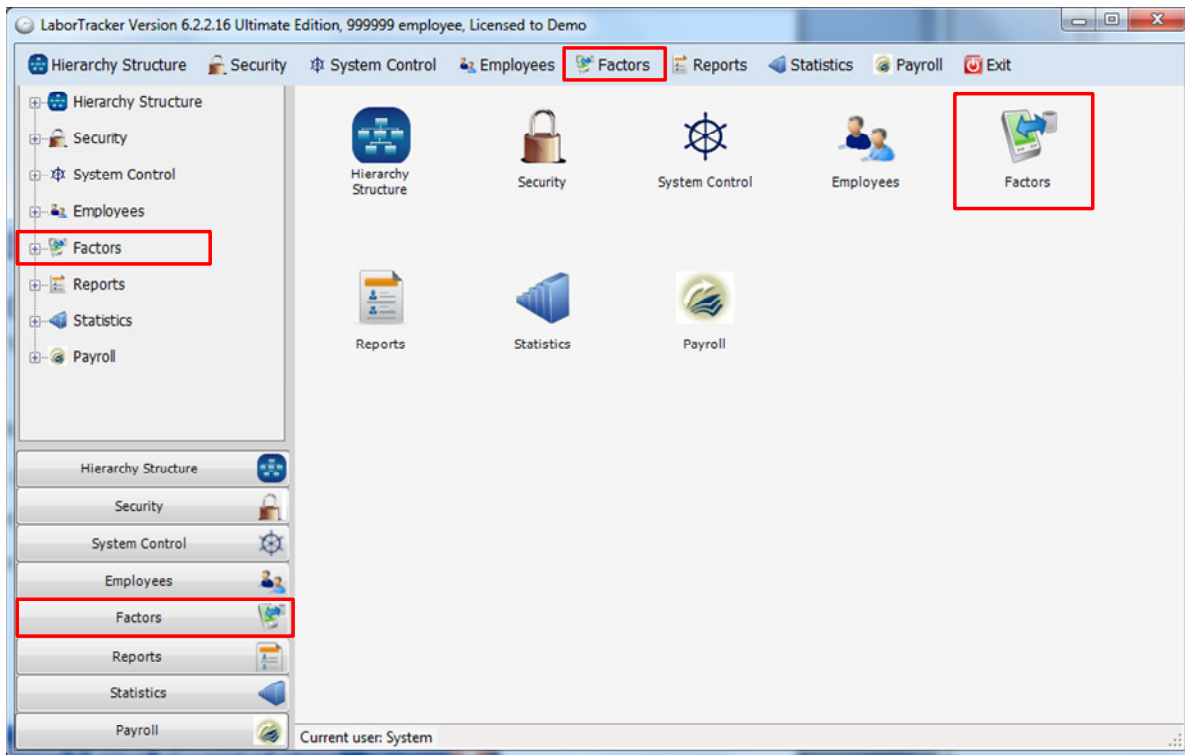 LaborTracker Version 6.2.2.16 Ultimate Edition, 999999 employee, Licensed to Demo
Hierarchy Structure Security System Control Employees Factors Reports Statistics Payroll Exit
Hierarchy Structure
Security
System Control
Employees
Factors
Reports
Statistics
Payroll
Hierarchy
Structure
Security
System Control
Employees
Factors
Reports
Statistics
Payroll
Hierarchy Structure
Security
System Control
Employees
Factors
Reports
Statistics
Payroll
Current user: System